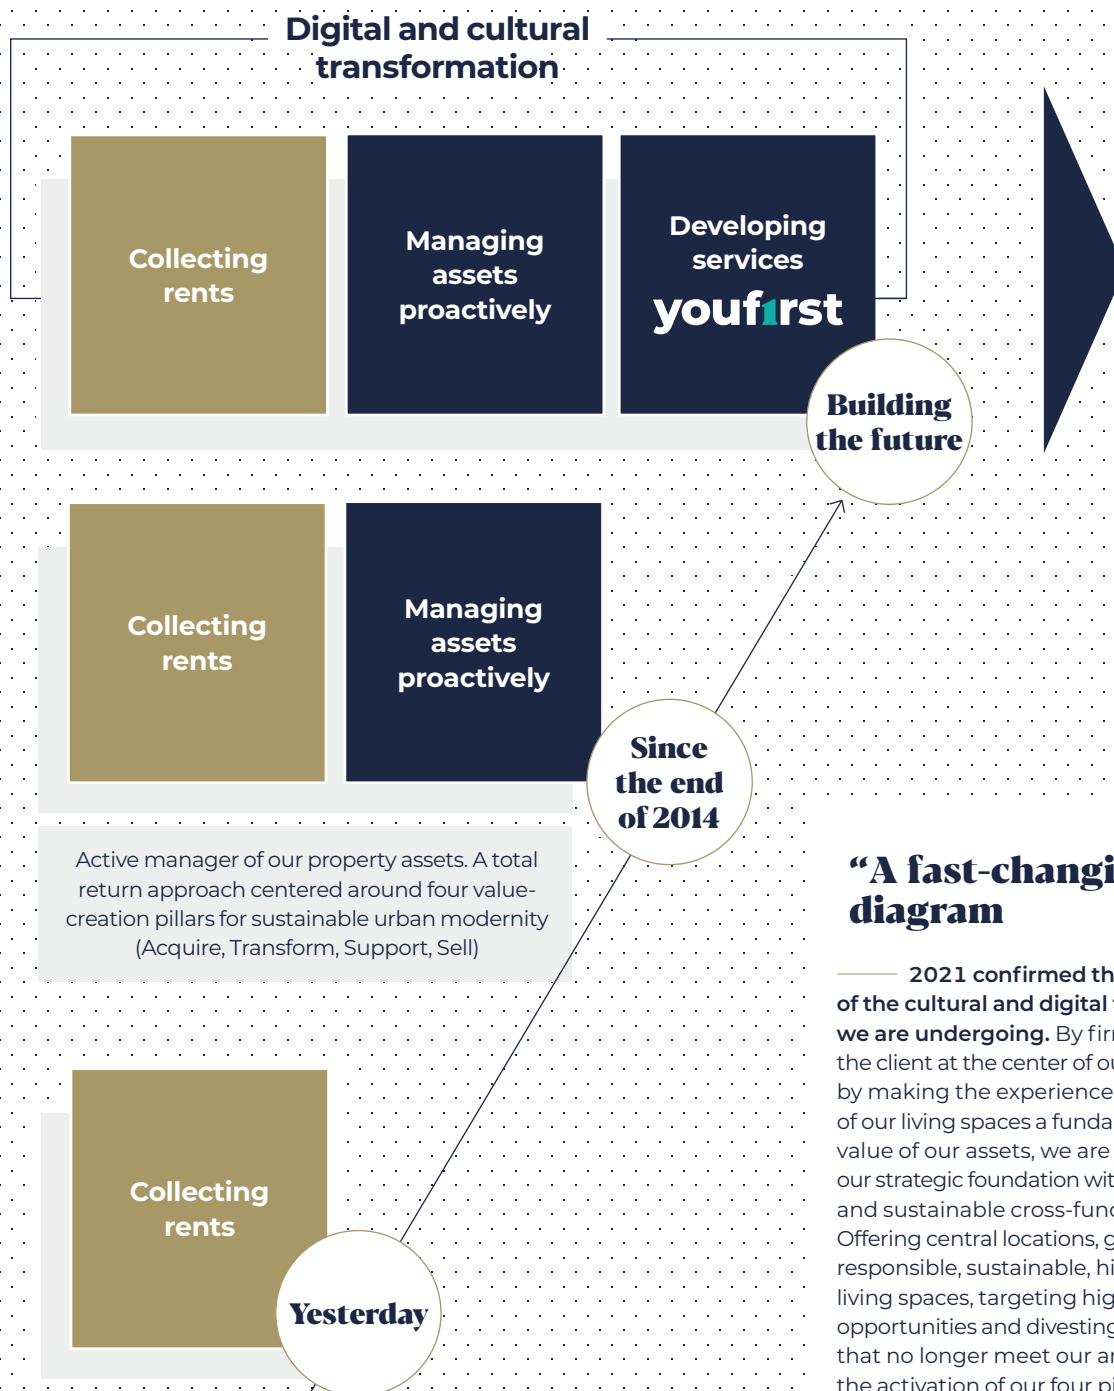 Digital and cultural
transformation
Collecting
rents
Managing
assets
proactively
Developing
services
youf1rst
Building
the future
Collecting
rents
Managing
assets
proactively
Since
the end
of 2014
Active manager of our property assets. A total
return approach centered around four value-
creation pillars for sustainable urban modernity
(Acquire, Transform, Support, Sell)
Collecting
rents
Yesterday
“A fast-changi
diagram
2021 confirmed th
of the cultural and digital
we are undergoing. By fir
the client at the center of ou
by making the experience
of our living spaces a funda
value of our assets, we are
our strategic foundation wit
and sustainable cross-func
Offering central locations, g
responsible, sustainable, hi
living spaces, targeting hig
opportunities and divesting
that no longer meet our a
the activation of our four pi